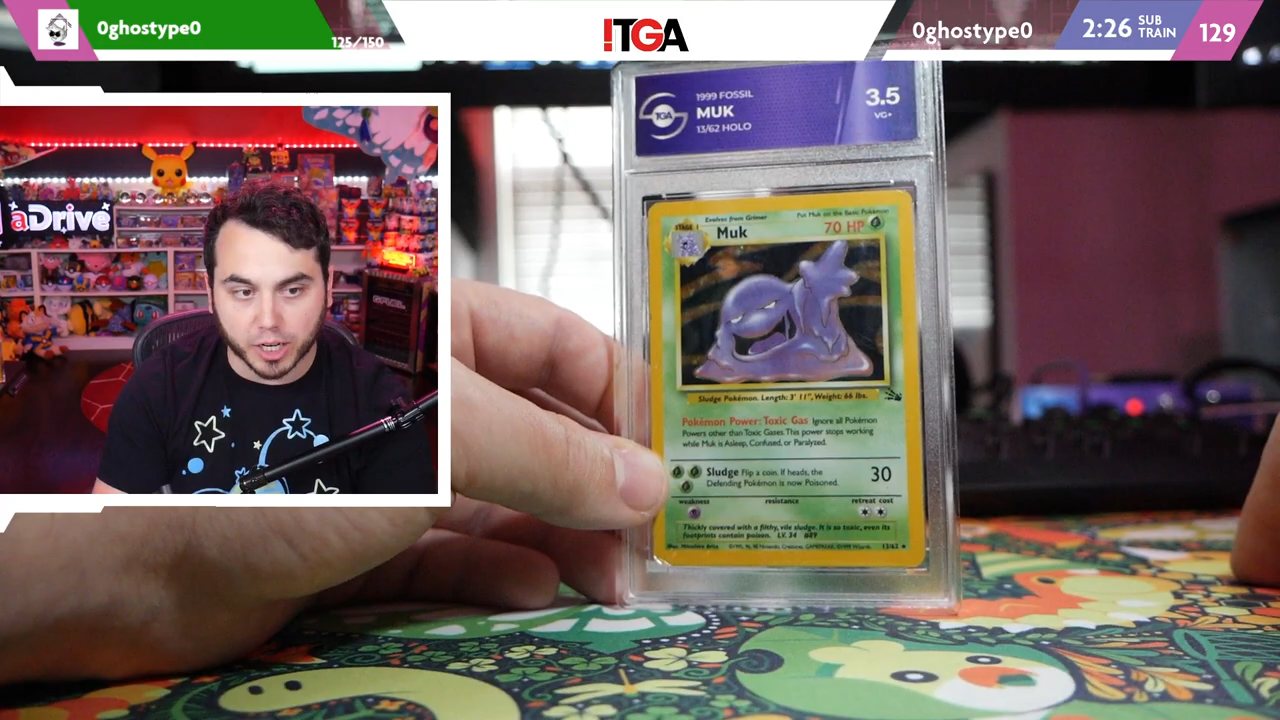 0ghostype0
125/150
!TGA
0ghostype0
2:26 SUB TRAIN
129
aDrive
TGA
1999 FOSSIL
MUK
13/62 HOLO
3.5
VG+
Evolves from Grimer
Put Muk on the Basic Pokémon
STAGE 1
Muk
70 HP
Sludge Pokémon. Length: 3' 11", Weight: 66 lbs.
Pokémon Power: Toxic Gas Ignore all Pokémon
Powers other than Toxic Gases. This power stops working
while Muk is Asleep, Confused, or Paralyzed.
Sludge Flip a coin. If heads, the
Defending Pokémon is now Poisoned.
30
weakness
resistance
retreat cost
Thickly covered with a filthy, vile sludge. It is so toxic, even its
footprints contain poison. LV. 34 #89
13/62